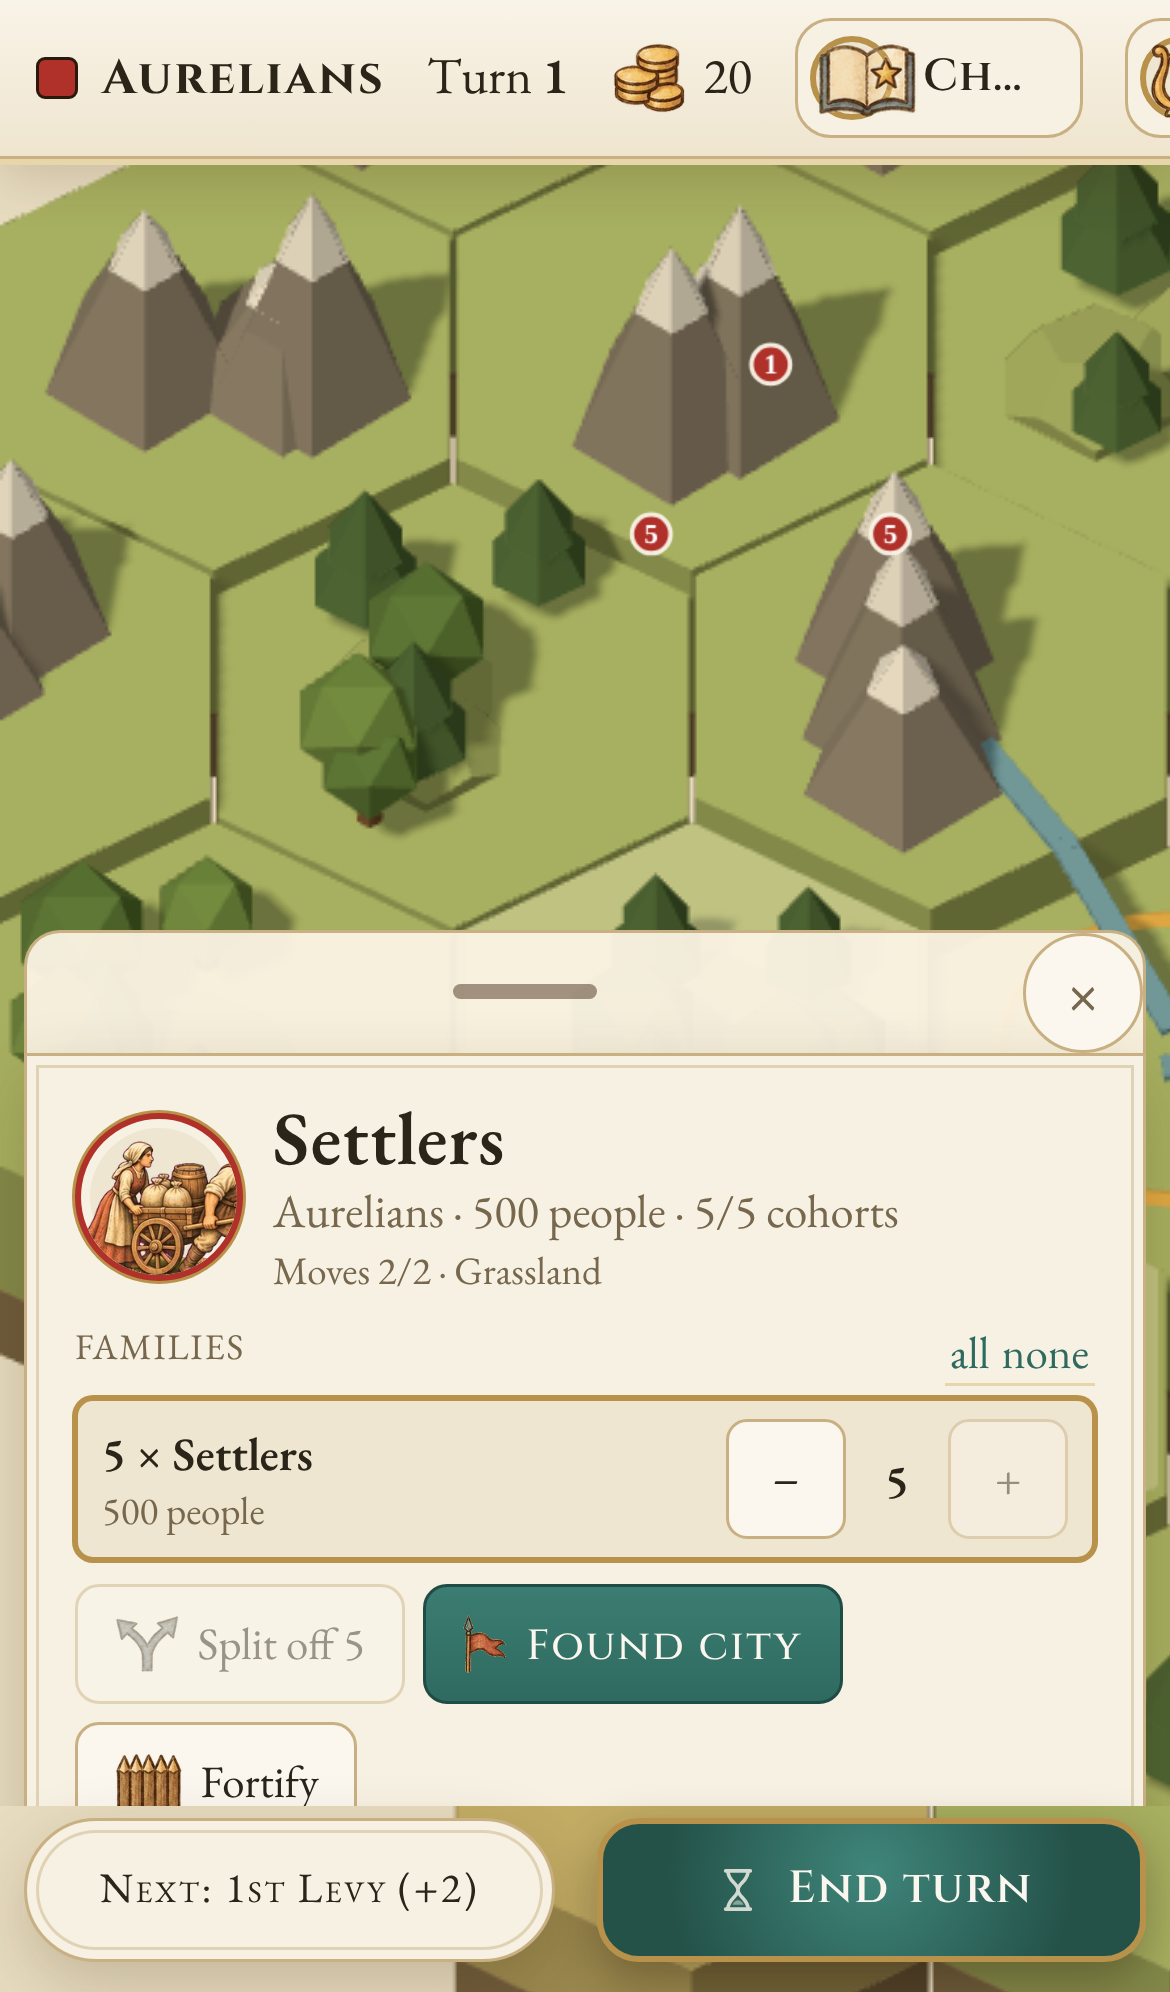 AURELIANS Turn 1 20 CH...
1
5 5
×
Settlers
Aurelians · 500 people · 5/5 cohorts
Moves 2/2 · Grassland
FAMILIES all none
5 × Settlers
500 people
− 5 +
Split off 5 FOUND CITY
Fortify
NEXT: 1ST LEVY (+2) END TURN